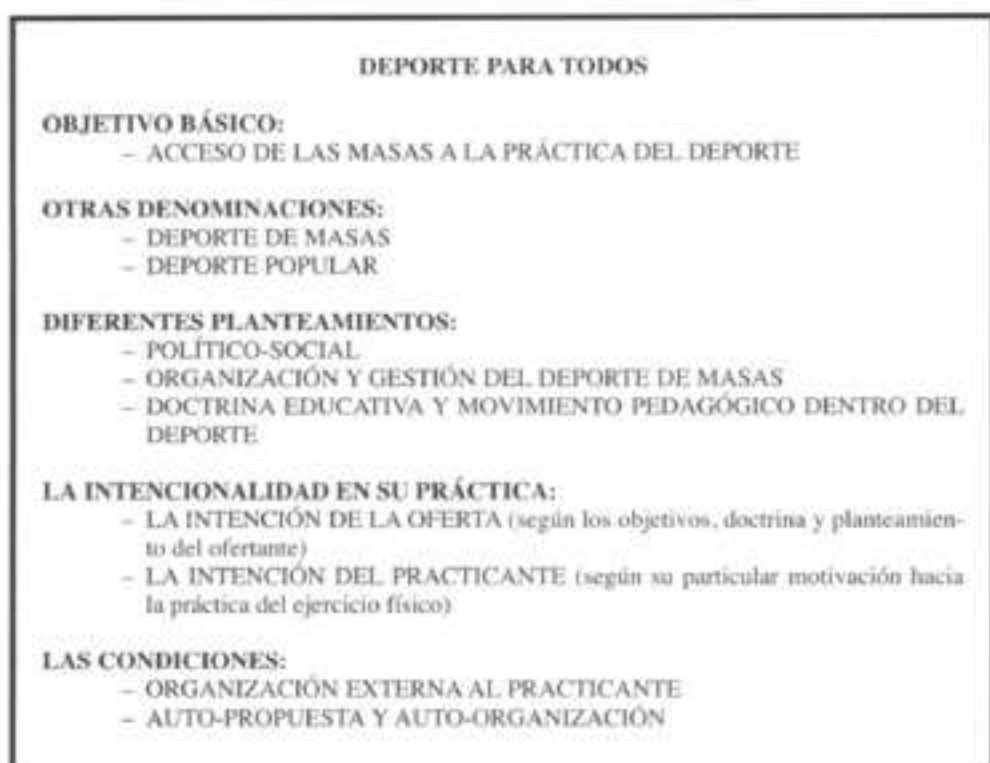 DEPORTE PARA TODOS
OBJETIVO BÁSICO:
– ACCESO DE LAS MASAS A LA PRÁCTICA DEL DEPORTE
OTRAS DENOMINACIONES:
– DEPORTE DE MASAS
– DEPORTE POPULAR
DIFERENTES PLANTEAMIENTOS:
– POLÍTICO-SOCIAL
– ORGANIZACIÓN Y GESTIÓN DEL DEPORTE DE MASAS
– DOCTRINA EDUCATIVA Y MOVIMIENTO PEDAGÓGICO DENTRO DEL
DEPORTE
LA INTENCIONALIDAD EN SU PRÁCTICA:
– LA INTENCIÓN DE LA OFERTA (según los objetivos, doctrina y planteamien-
to del ofertante)
– LA INTENCIÓN DEL PRACTICANTE (según su particular motivación hacia
la práctica del ejercicio físico)
LAS CONDICIONES:
– ORGANIZACIÓN EXTERNA AL PRACTICANTE
– AUTO-PROPUESTA Y AUTO-ORGANIZACIÓN